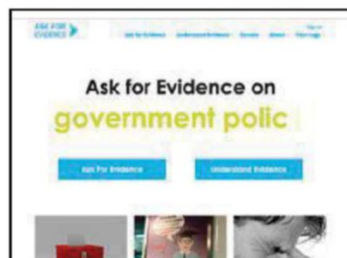 ASK FOR
EVIDENCE
Ask for Evidence Understand Evidence Donate About
Ask for Evidence on
government polic
Ask For Evidence Understand Evidence